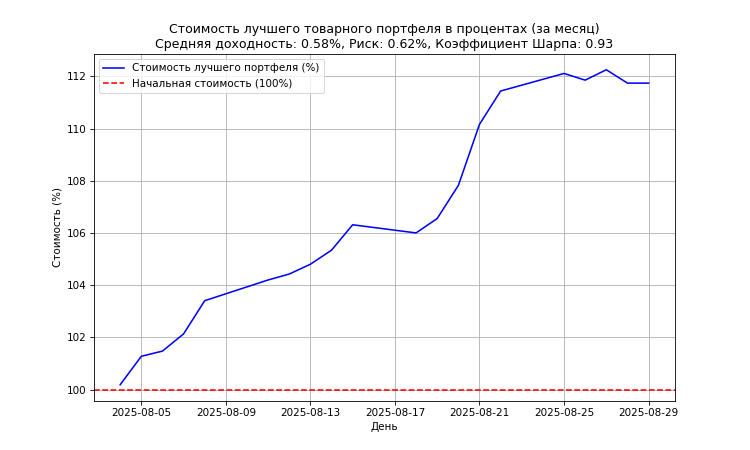 Стоимость лучшего товарного портфеля в процентах (за месяц)
Средняя доходность: 0.58%, Риск: 0.62%, Коэффициент Шарпа: 0.93
Стоимость лучшего портфеля (%)
Начальная стоимость (100%)
Стоимость (%)
112
110
108
106
104
102
100
2025-08-05 2025-08-09 2025-08-13 2025-08-17 2025-08-21 2025-08-25 2025-08-29
День